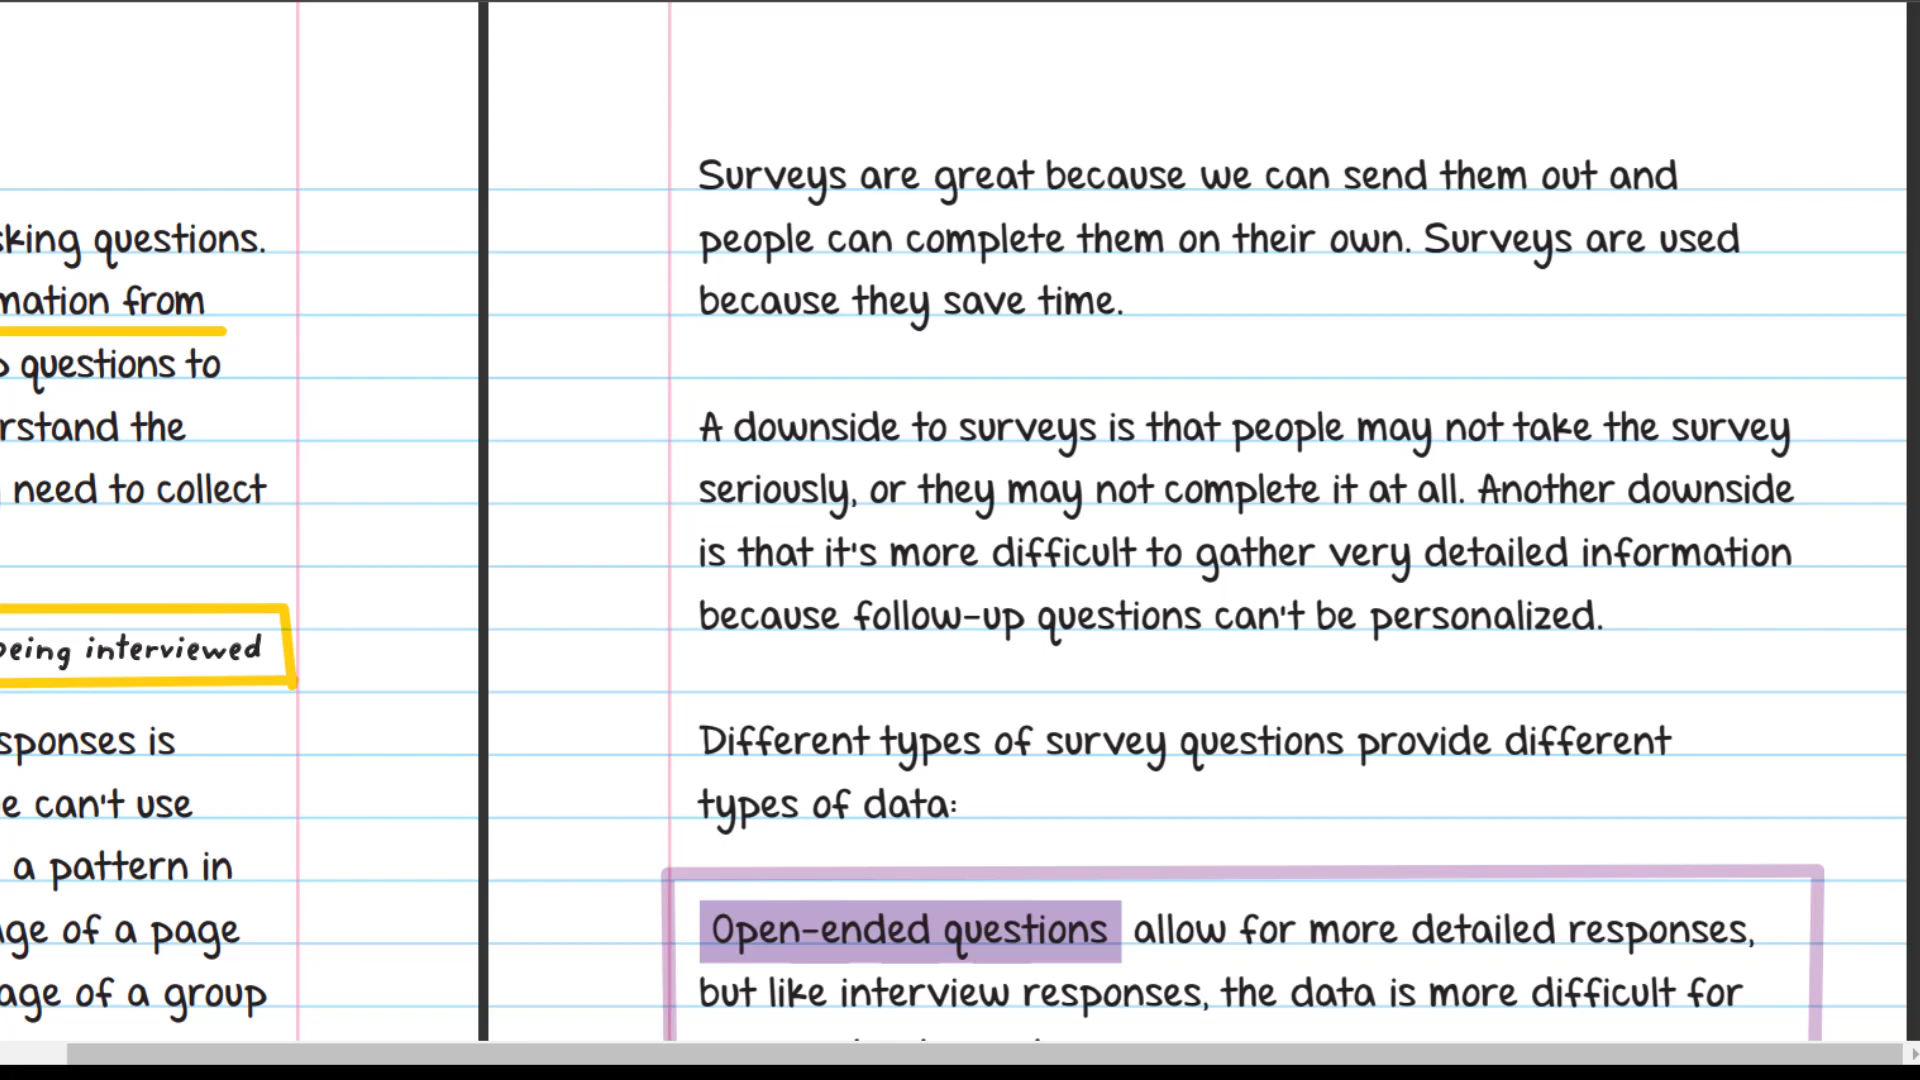 king questions.
mation from
questions to
rstand the
need to collect
being interviewed
sponses is
e can't use
a pattern in
ge of a page
age of a group
Surveys are great because we can send them out and
people can complete them on their own. Surveys are used
because they save time.
A downside to surveys is that people may not take the survey
seriously, or they may not complete it at all. Another downside
is that it's more difficult to gather very detailed information
because follow-up questions can't be personalized.
Different types of survey questions provide different
types of data:
Open-ended questions allow for more detailed responses,
but like interview responses, the data is more difficult for